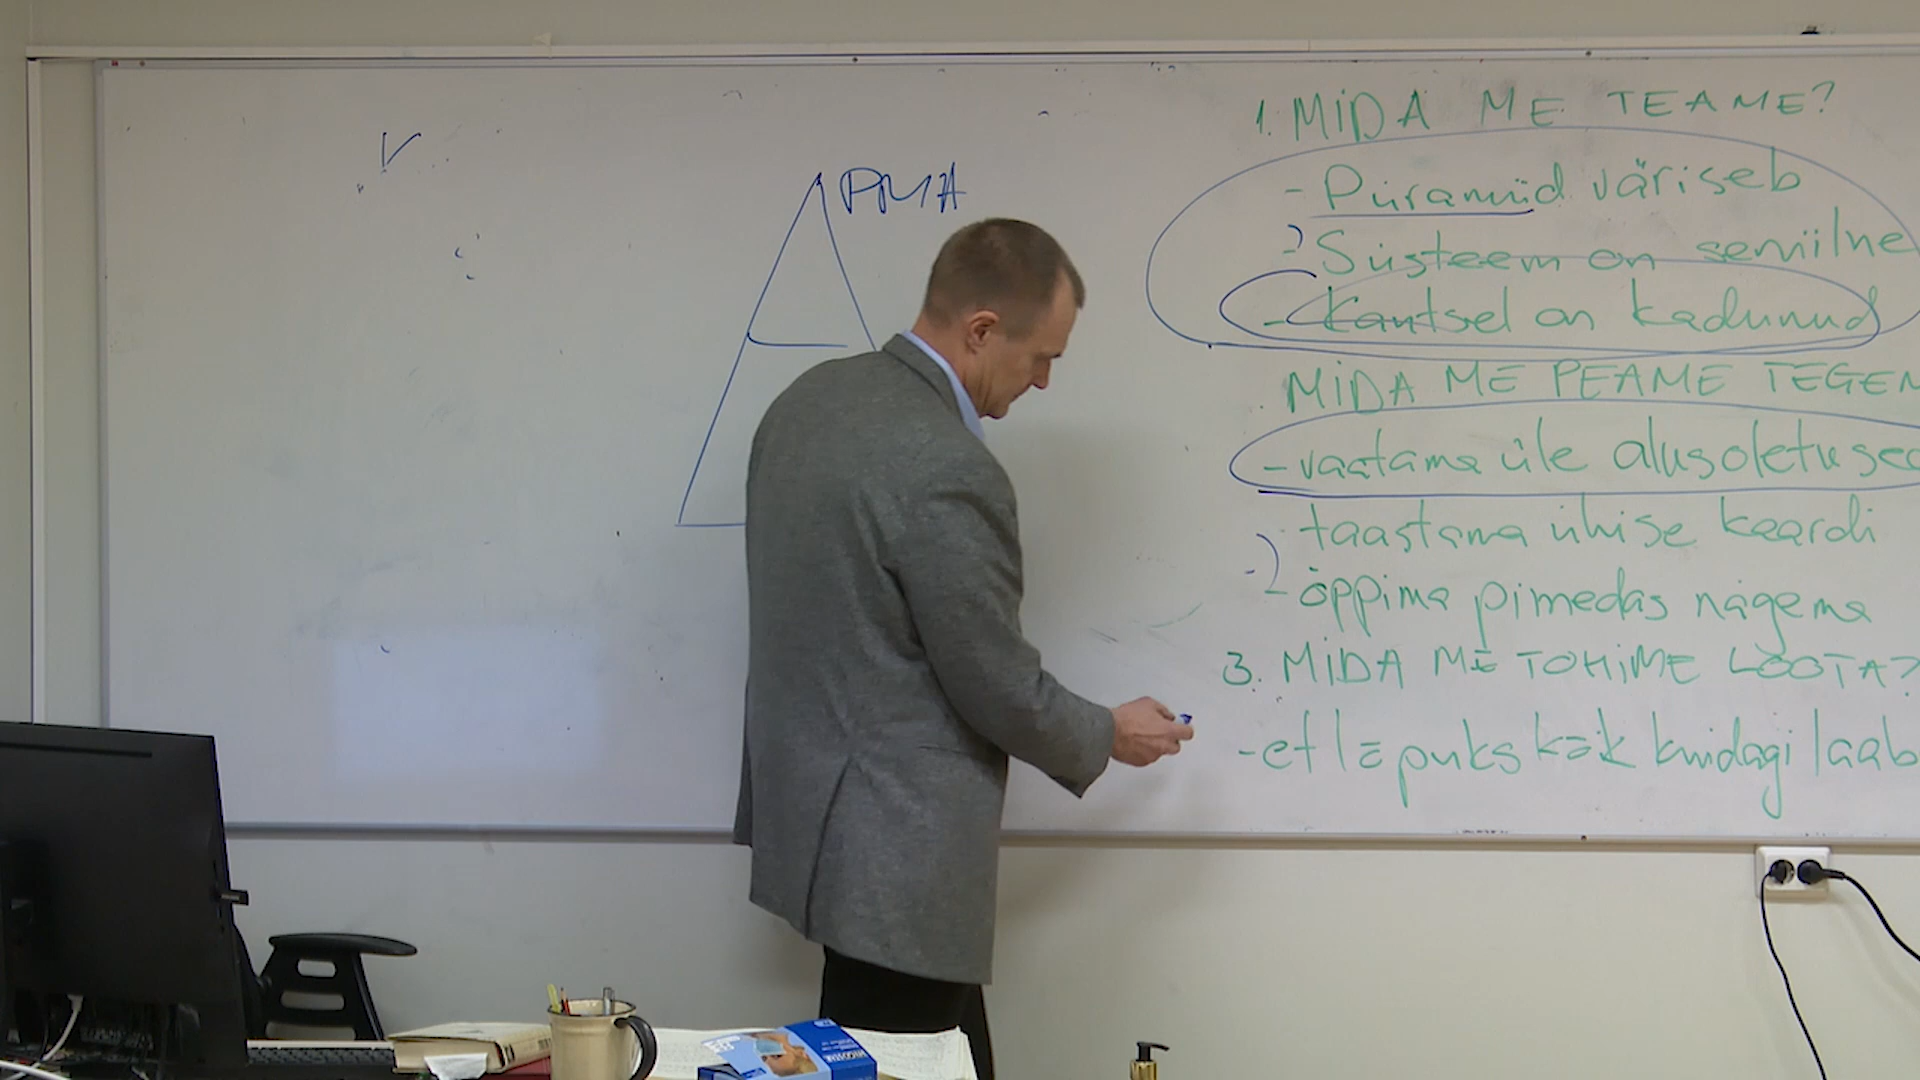 PMA
1. MIDA ME TEAME?
- Püramiid väriseb
- Süsteem on seniilne
- Kantsel on kadunud
MIDA ME PEAME TEGEM
- vaatama üle alusoletused
taastama ühise kaardi
- õppima pimedas nägema
3. MIDA ME TOHIME LOOTA?
- et lõpuks kõik kuidagi laab